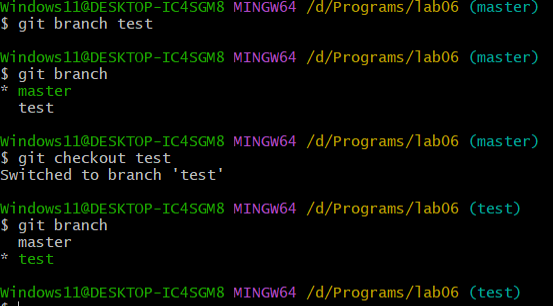 Windows11@DESKTOP-IC4SGM8 MINGW64 /d/Programs/lab06 (master)
$ git branch test
Windows11@DESKTOP-IC4SGM8 MINGW64 /d/Programs/lab06 (master)
$ git branch
* master
  test
Windows11@DESKTOP-IC4SGM8 MINGW64 /d/Programs/lab06 (master)
$ git checkout test
Switched to branch 'test'
Windows11@DESKTOP-IC4SGM8 MINGW64 /d/Programs/lab06 (test)
$ git branch
  master
* test
Windows11@DESKTOP-IC4SGM8 MINGW64 /d/Programs/lab06 (test)
$